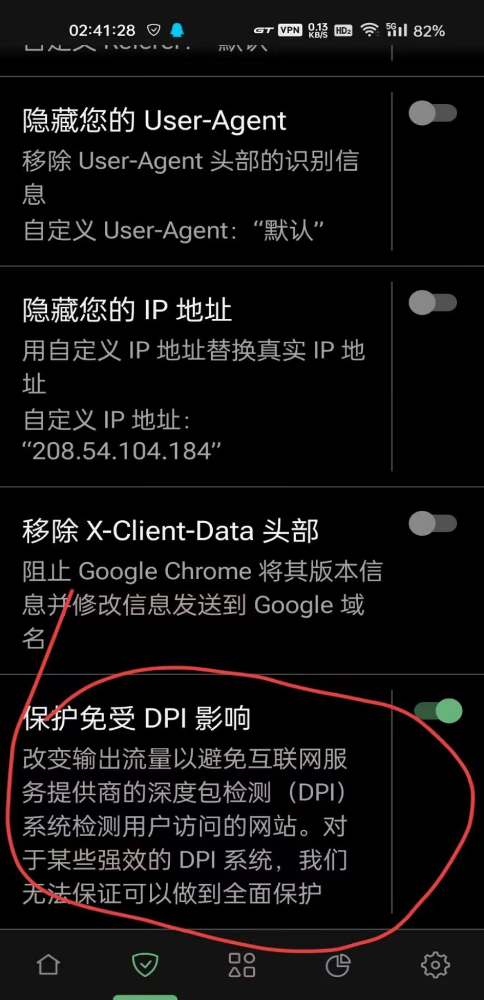 02:41:28 GT VPN 0.13 KB/S HD2 5G 82%
自定义 Referer：“默认”
隐藏您的 User-Agent
移除 User-Agent 头部的识别信
息
自定义 User-Agent：“默认”
隐藏您的 IP 地址
用自定义 IP 地址替换真实 IP 地
址
自定义 IP 地址：
“208.54.104.184”
移除 X-Client-Data 头部
阻止 Google Chrome 将其版本信
息并修改信息发送到 Google 域
名
保护免受 DPI 影响
改变输出流量以避免互联网服
务提供商的深度包检测（DPI）
系统检测用户访问的网站。对
于某些强效的 DPI 系统，我们
无法保证可以做到全面保护